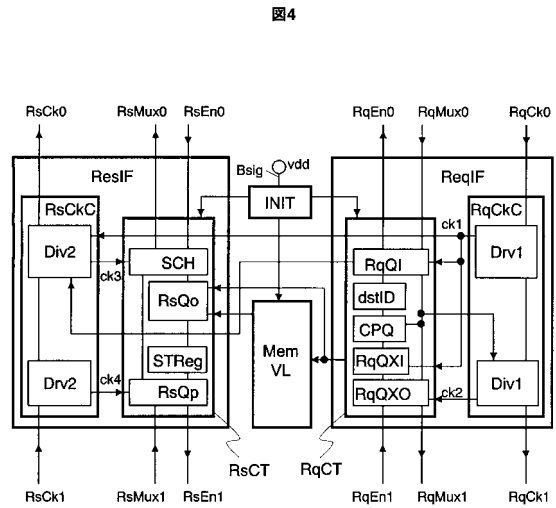 図4
RsCk0 RsMux0 RsEn0 RqEn0 RqMux0 RqCk0
Bsig vdd
ResIF ReqIF
RsCkC INIT RqCkC
ck1
Div2 SCH RqQI Drv1
ck3
RsQo dstID
CPQ
Mem
VL
STReg RqQXI
Drv2 ck4 RsQp RqQXO ck2 Div1
RsCT RqCT
RsCk1 RsMux1 RsEn1 RqEn1 RqMux1 RqCk1